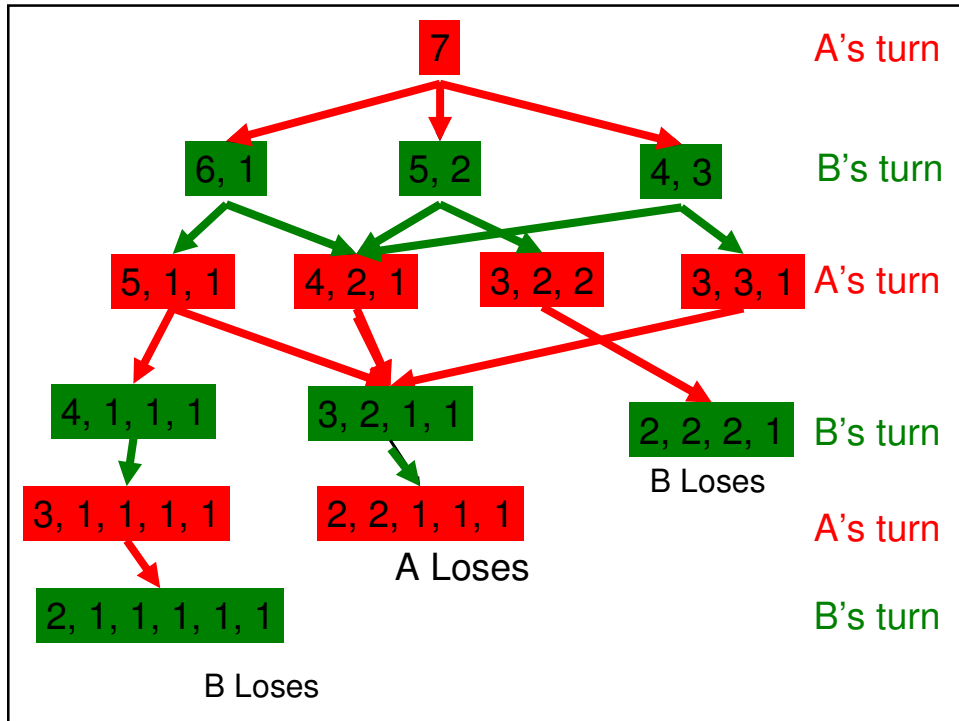 7 A's turn
6, 1 5, 2 4, 3 B's turn
5, 1, 1 4, 2, 1 3, 2, 2 3, 3, 1 A's turn
4, 1, 1, 1 3, 2, 1, 1 2, 2, 2, 1 B's turn
B Loses
3, 1, 1, 1, 1 2, 2, 1, 1, 1 A's turn
A Loses
2, 1, 1, 1, 1, 1 B's turn
B Loses